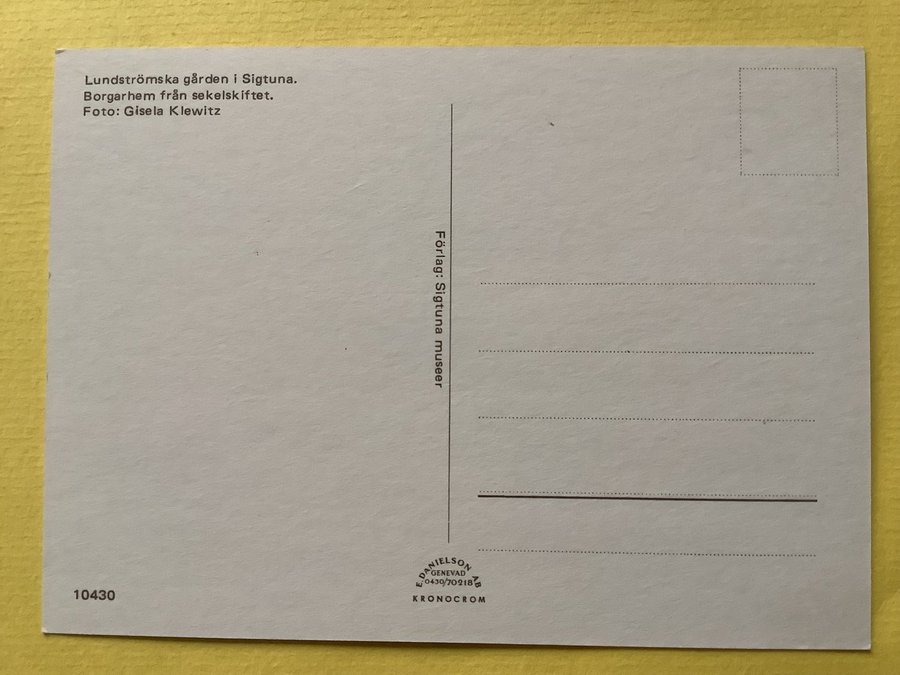 Lundströmska gården i Sigtuna.
Borgarhem från sekelskiftet.
Foto: Gisela Klewitz
Förlag: Sigtuna museer
E. DANIELSON AB
GENEVAD
0430/70218
KRONOCROM
10430